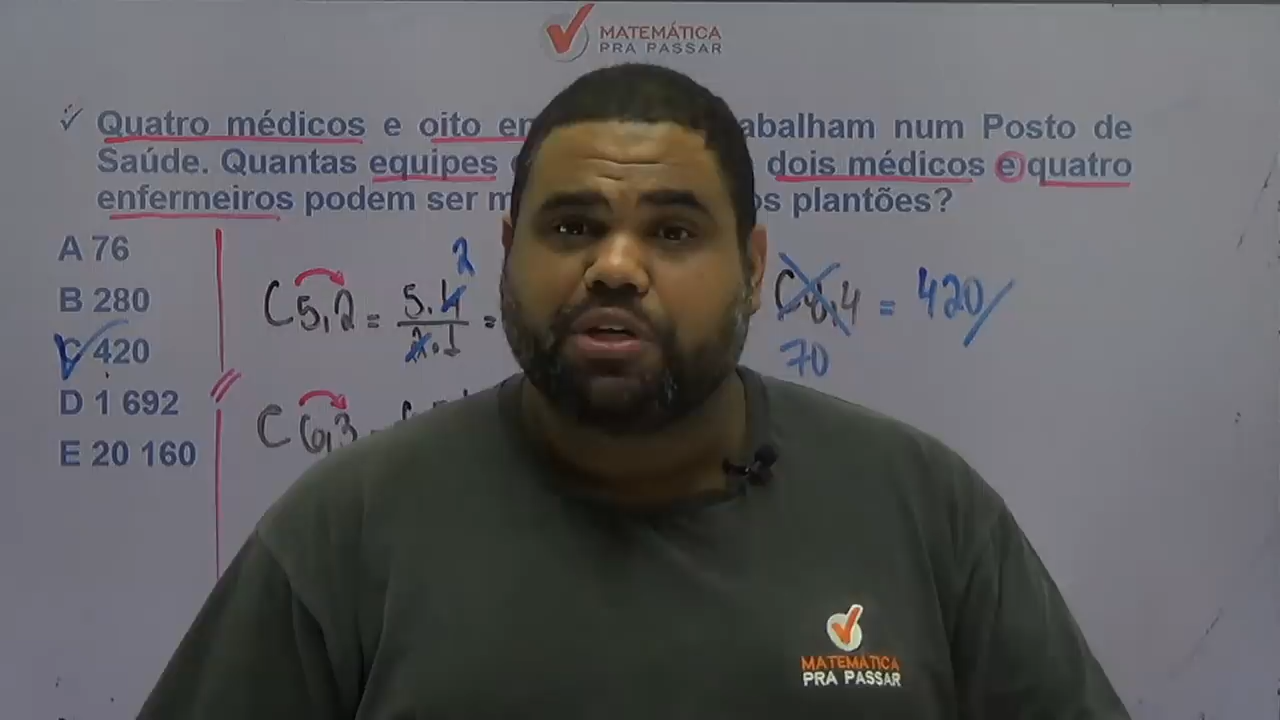 MATEMÁTICA
PRA PASSAR
Quatro médicos e oito en abalham num Posto de
Saúde. Quantas equipes dois médicos e quatro
enfermeiros podem ser m os plantões?
A 76
B 280
C 420
D 1 692
E 20 160
2
C5,2 = 5.4 =
2.1
,4 = 420
70
C6,3
MATEMÁTICA
PRA PASSAR